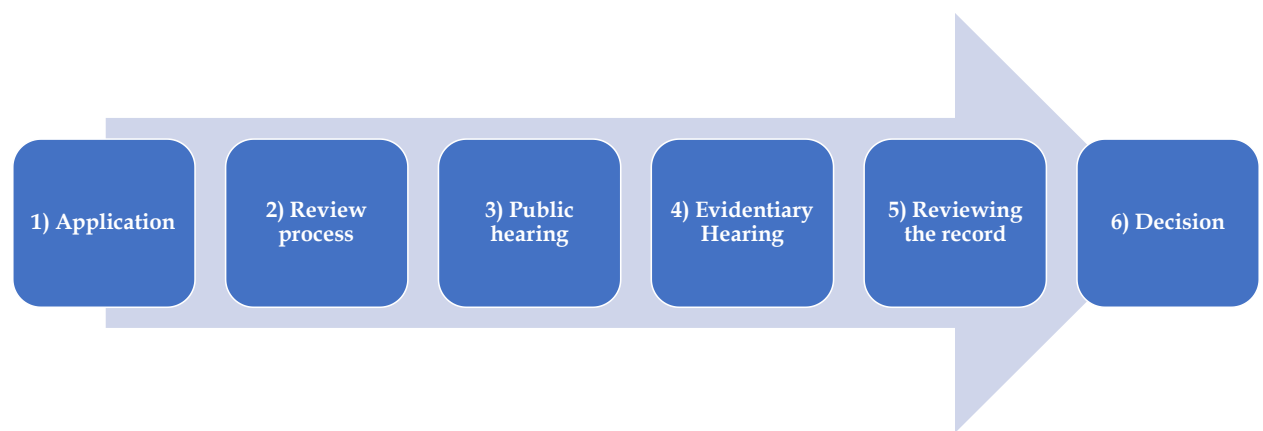 1) Application
2) Review
process
3) Public
hearing
4) Evidentiary
Hearing
5) Reviewing
the record
6) Decision